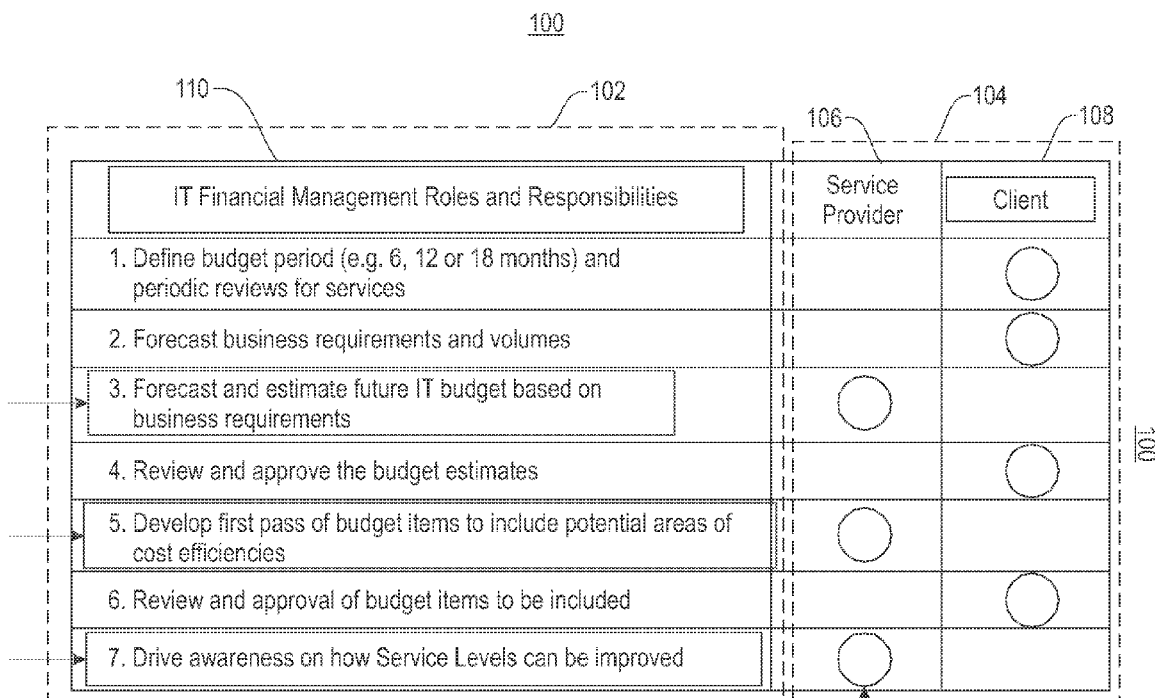 100
110
102
106
104
108
IT Financial Management Roles and Responsibilities
Service
Provider
Client
1. Define budget period (e.g. 6, 12 or 18 months) and
periodic reviews for services
2. Forecast business requirements and volumes
3. Forecast and estimate future IT budget based on
business requirements
4. Review and approve the budget estimates
5. Develop first pass of budget items to include potential areas of
cost efficiencies
6. Review and approval of budget items to be included
7. Drive awareness on how Service Levels can be improved
100